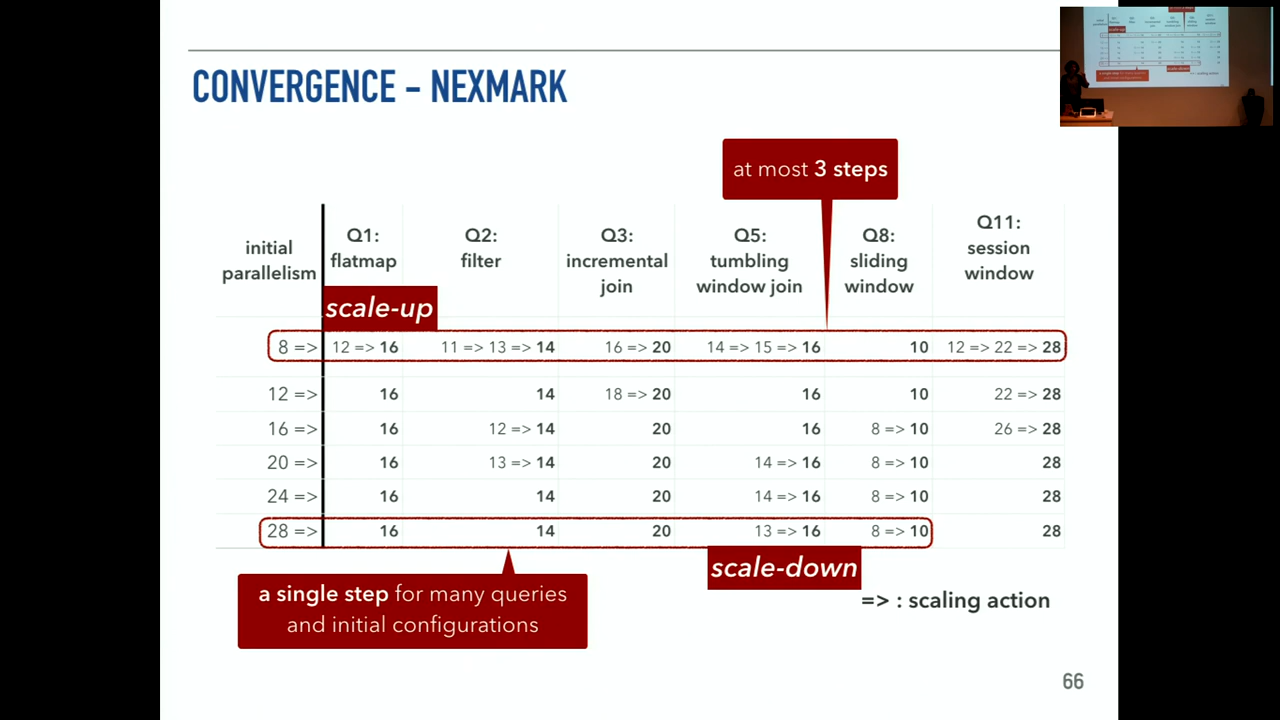 CONVERGENCE – NEXMARK
at most 3 steps
initial parallelism
Q1: flatmap
Q2: filter
Q3: incremental join
Q5: tumbling window join
Q8: sliding window
Q11: session window
scale-up
8 => 12 => 16 11 => 13 => 14 16 => 20 14 => 15 => 16 10 12 => 22 => 28
12 => 16 14 18 => 20 16 10 22 => 28
16 => 16 12 => 14 20 16 8 => 10 26 => 28
20 => 16 13 => 14 20 14 => 16 8 => 10 28
24 => 16 14 20 14 => 16 8 => 10 28
28 => 16 14 20 13 => 16 8 => 10 28
scale-down
a single step for many queries
and initial configurations
=> : scaling action
66